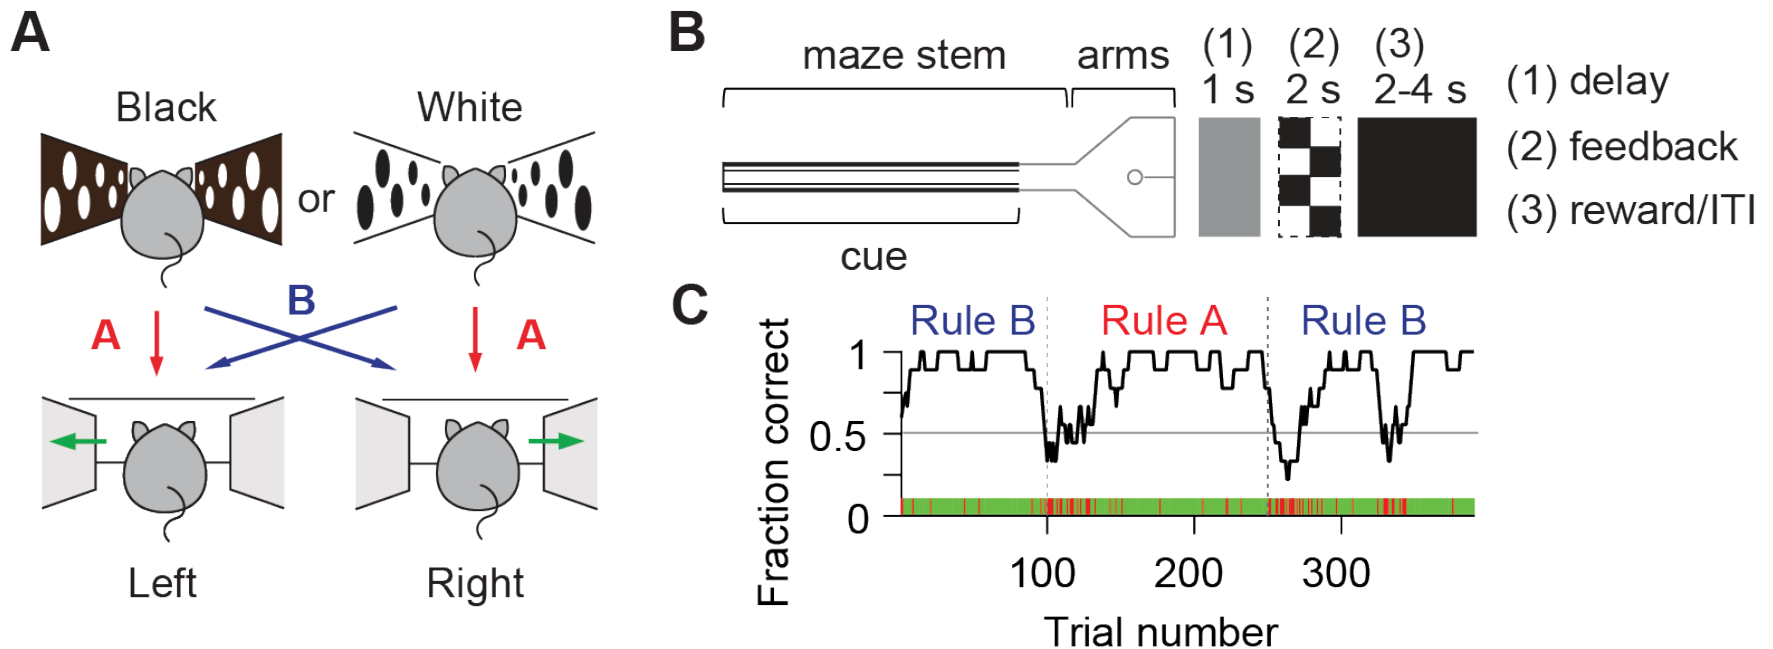 A
Black
White
or
B
A
A
Left
Right
B
maze stem
arms
(1)
(2)
(3)
1 s
2 s
2-4 s
cue
(1) delay
(2) feedback
(3) reward/ITI
C
Rule B
Rule A
Rule B
Fraction correct
1
0.5
0
100
200
300
Trial number